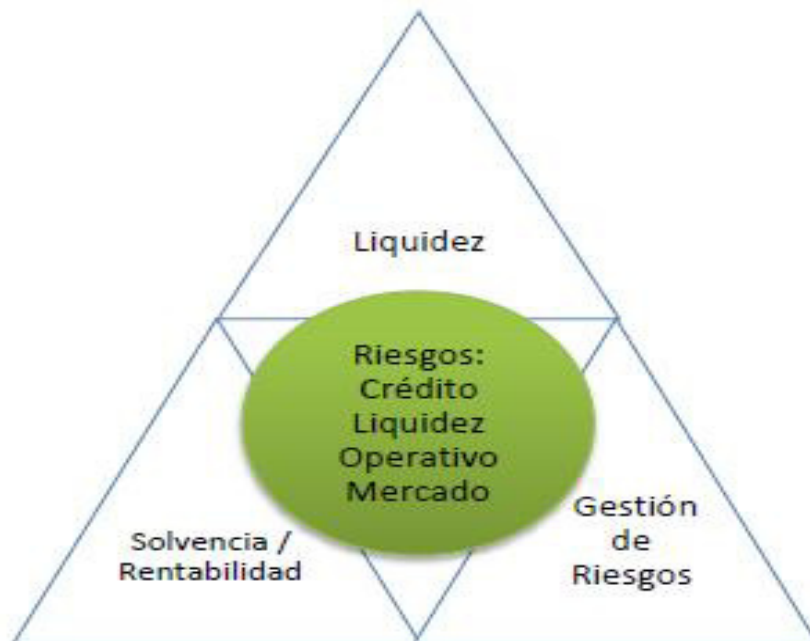 Liquidez
Riesgos:
Crédito
Liquidez
Operativo
Mercado
Solvencia /
Rentabilidad
Gestión
de
Riesgos